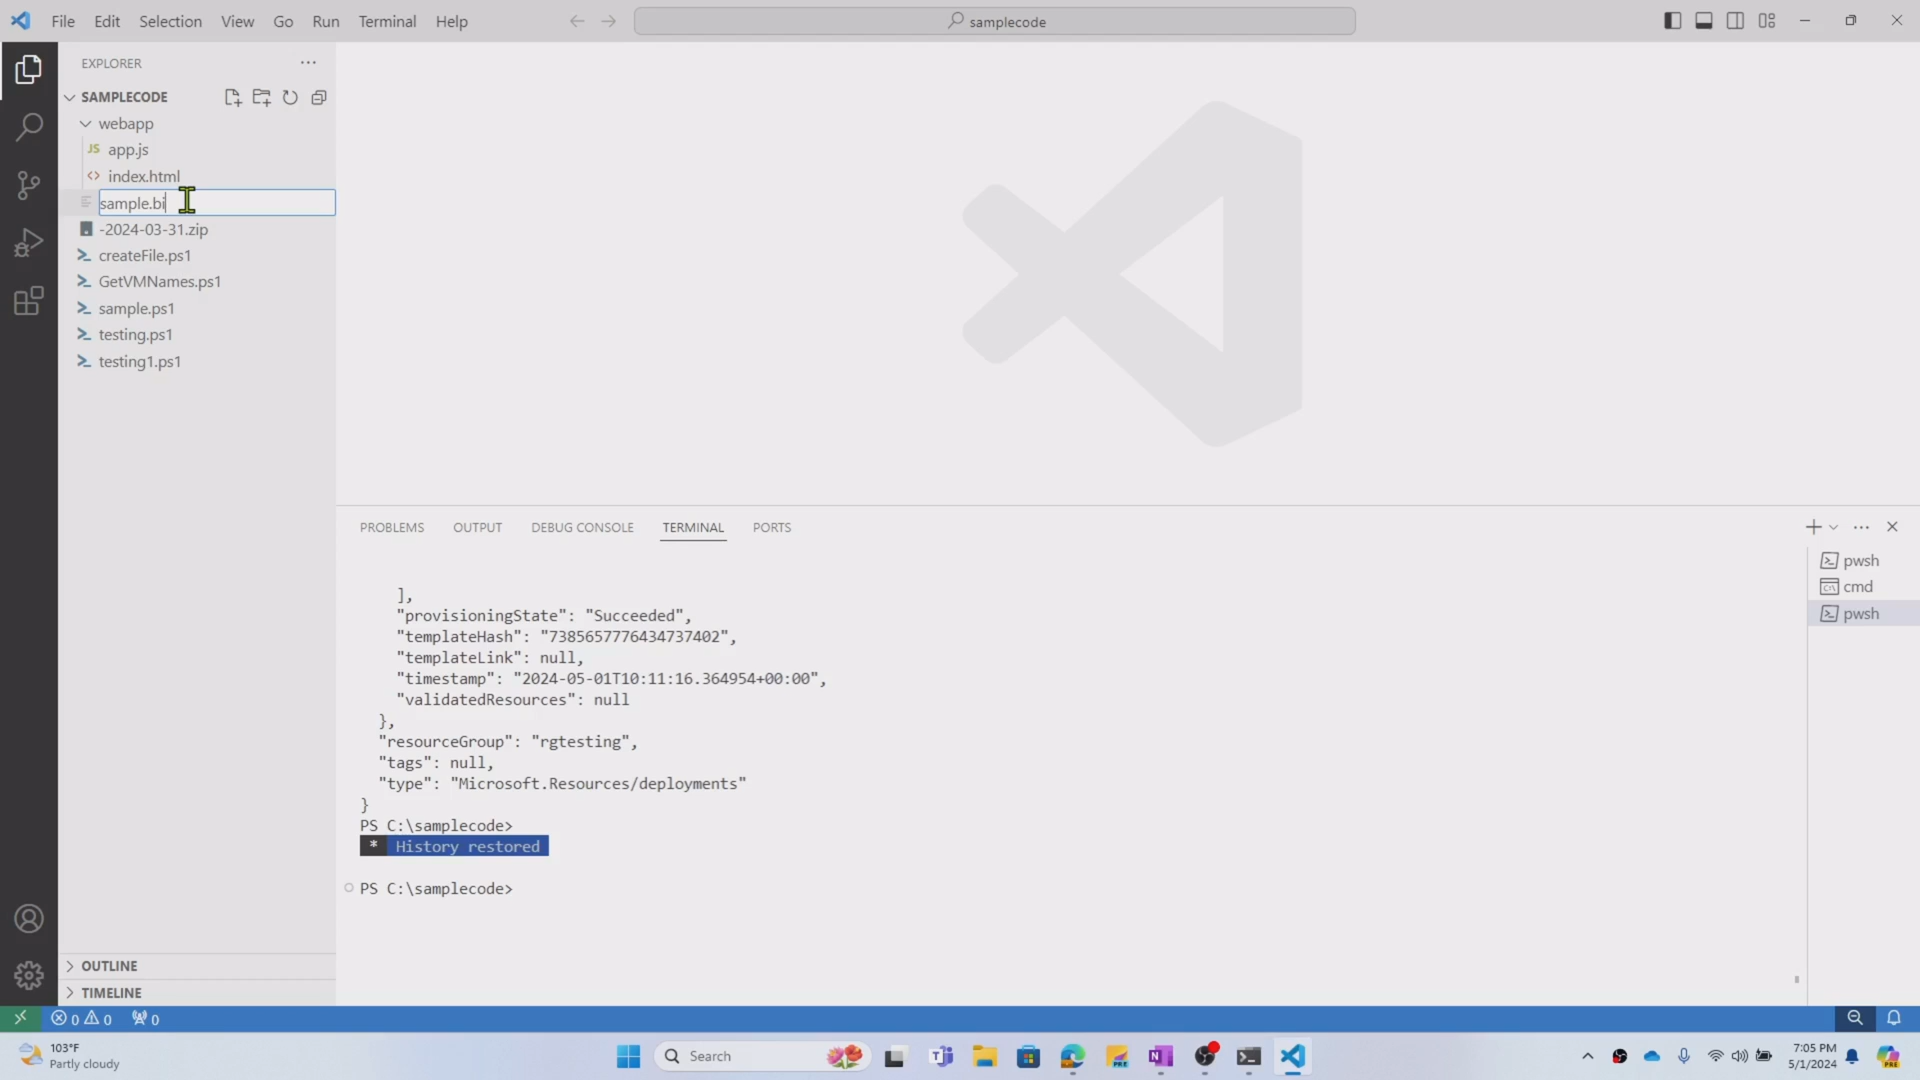 File Edit Selection View Go Run Terminal Help
samplecode
EXPLORER
SAMPLECODE
webapp
JS app.js
<> index.html
sample.bi
-2024-03-31.zip
createFile.ps1
GetVMNames.ps1
sample.ps1
testing.ps1
testing1.ps1
OUTLINE
TIMELINE
PROBLEMS OUTPUT DEBUG CONSOLE TERMINAL PORTS
],
"provisioningState": "Succeeded",
"templateHash": "7385657776434737402",
"templateLink": null,
"timestamp": "2024-05-01T10:11:16.364954+00:00",
"validatedResources": null
},
"resourceGroup": "rgtesting",
"tags": null,
"type": "Microsoft.Resources/deployments"
}
PS C:\samplecode>
* History restored
PS C:\samplecode>
pwsh
cmd
pwsh
0 0 0
103°F
Partly cloudy
Search
PRE
7:05 PM
5/1/2024
PRE